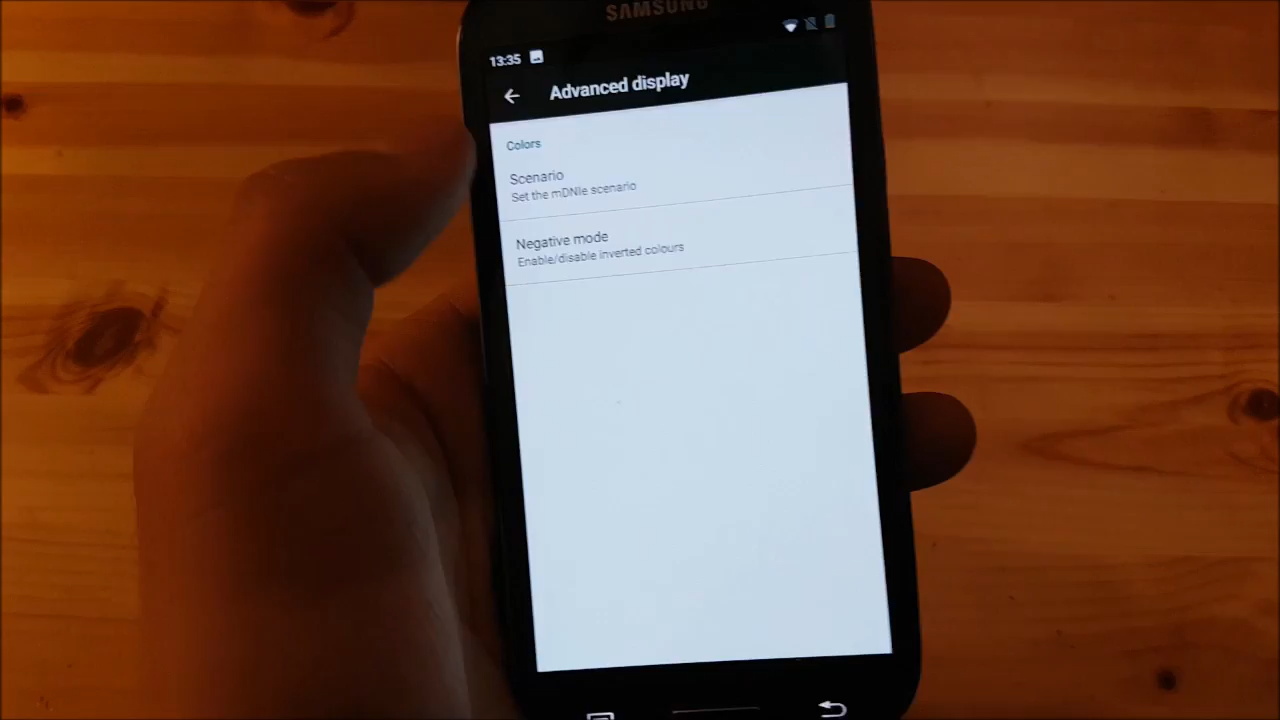 SAMSUNG
13:35
Advanced display
Colors
Scenario
Set the mDNIe scenario
Negative mode
Enable/disable inverted colours